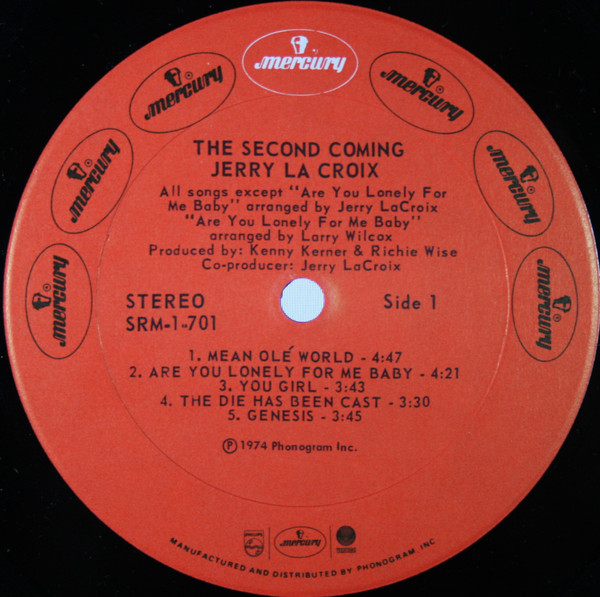 mercury
mercury
mercury
mercury
mercury
mercury
mercury
THE SECOND COMING
JERRY LA CROIX
All songs except "Are You Lonely For
Me Baby" arranged by Jerry LaCroix
"Are You Lonely For Me Baby"
arranged by Larry Wilcox
Produced by: Kenny Kerner & Richie Wise
Co-producer: Jerry LaCroix
STEREO
Side 1
SRM-1-701
1. MEAN OLÉ WORLD - 4:47
2. ARE YOU LONELY FOR ME BABY - 4:21
3. YOU GIRL - 3:43
4. THE DIE HAS BEEN CAST - 3:30
5. GENESIS - 3:45
Ⓟ 1974 Phonogram Inc.
mercury
MANUFACTURED AND DISTRIBUTED BY PHONOGRAM, INC.